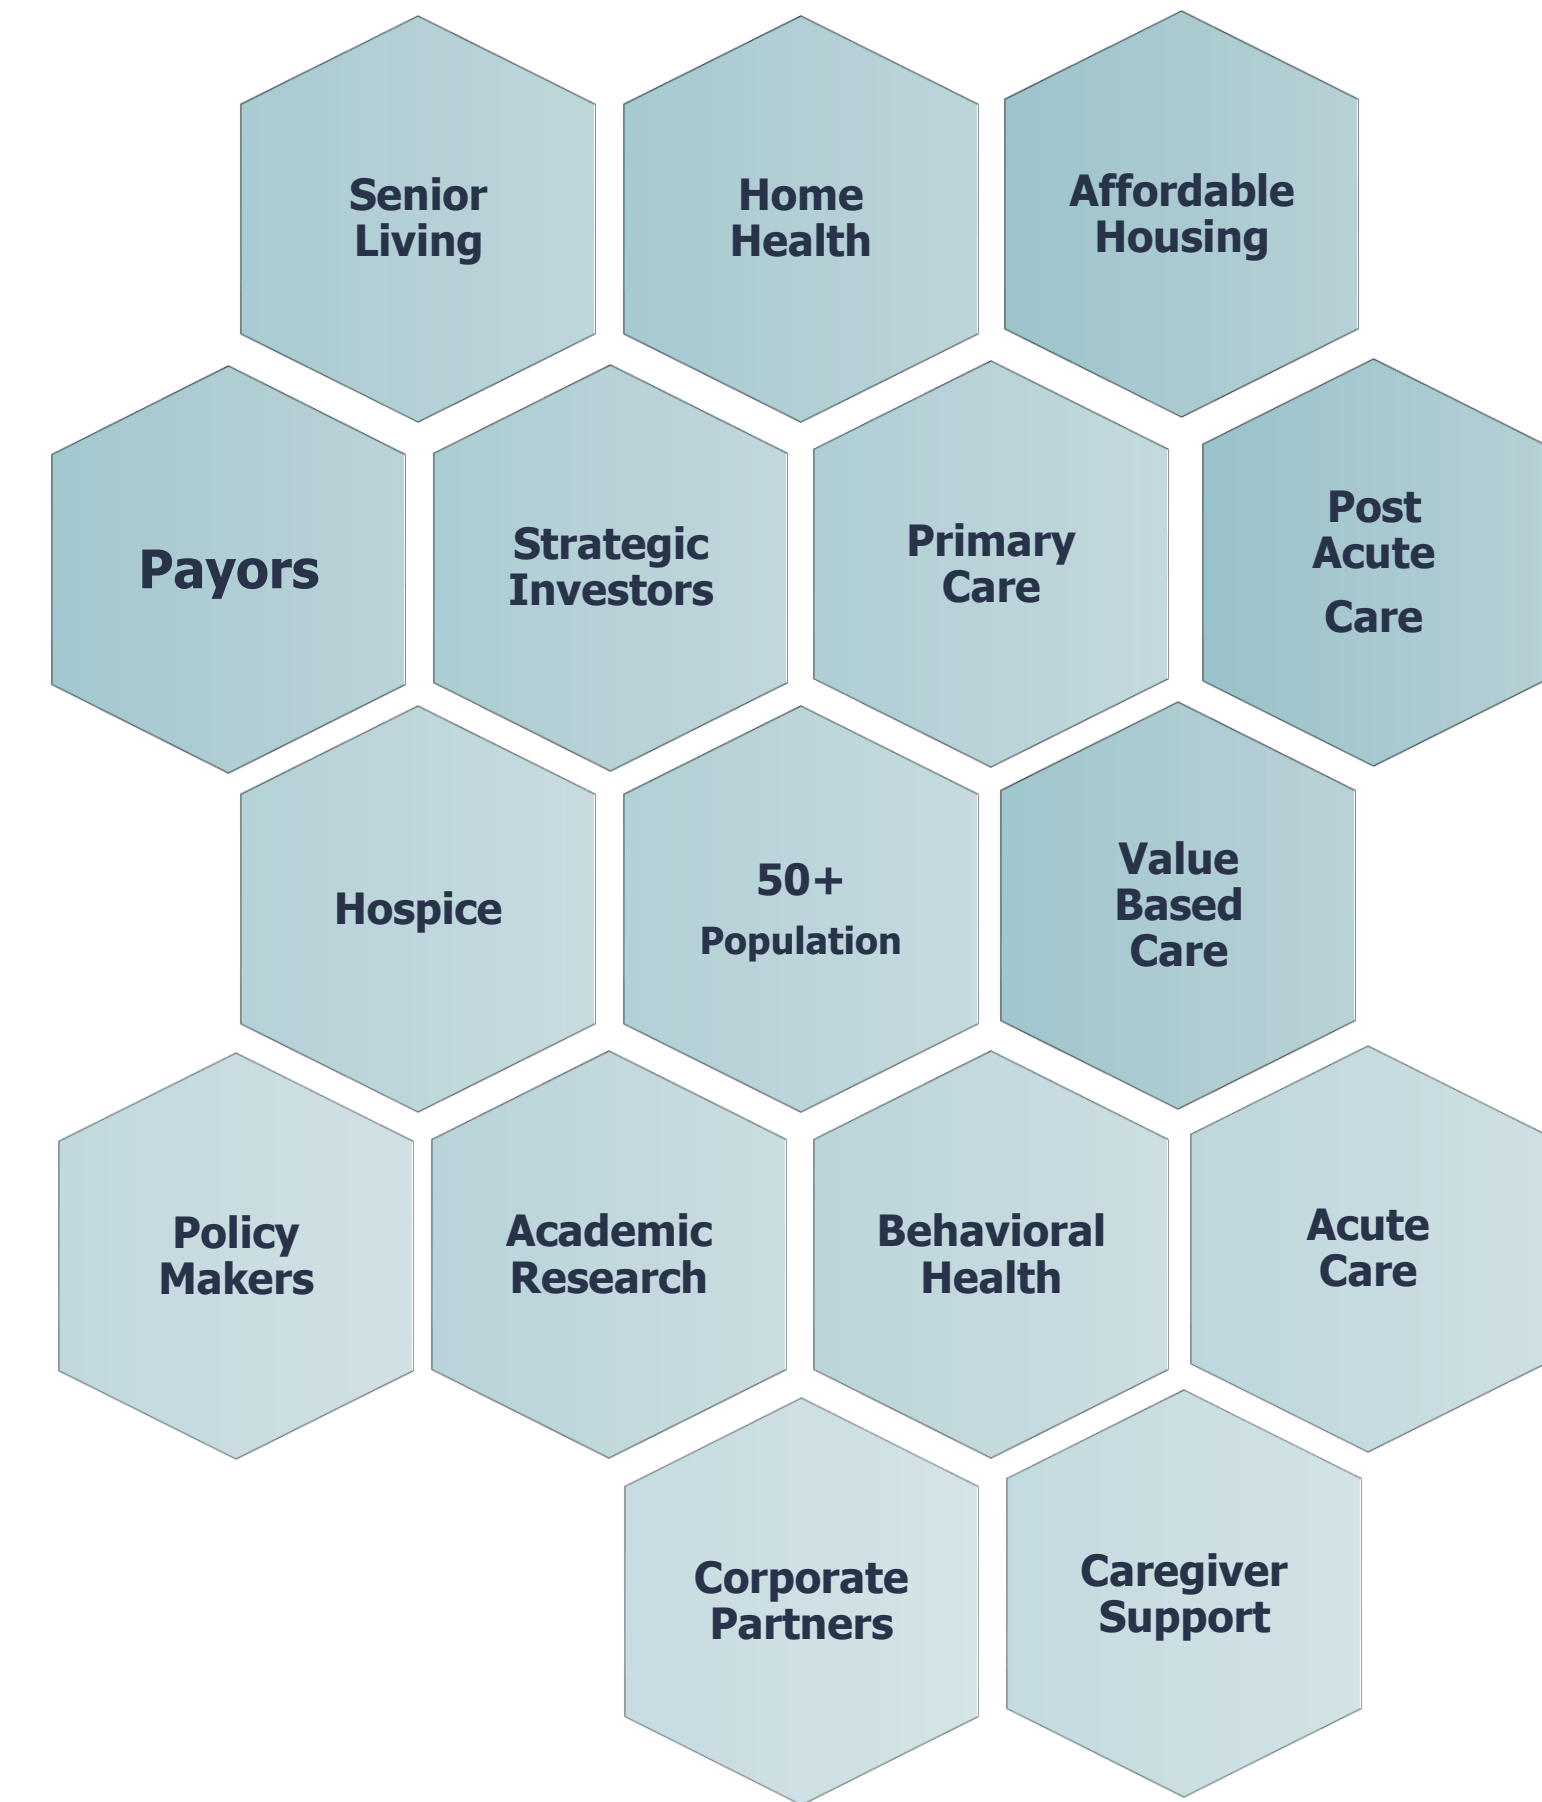 Senior
Living
Home
Health
Affordable
Housing
Payors
Strategic
Investors
Primary
Care
Post
Acute
Care
Hospice
50+
Population
Value
Based
Care
Policy
Makers
Academic
Research
Behavioral
Health
Acute
Care
Corporate
Partners
Caregiver
Support